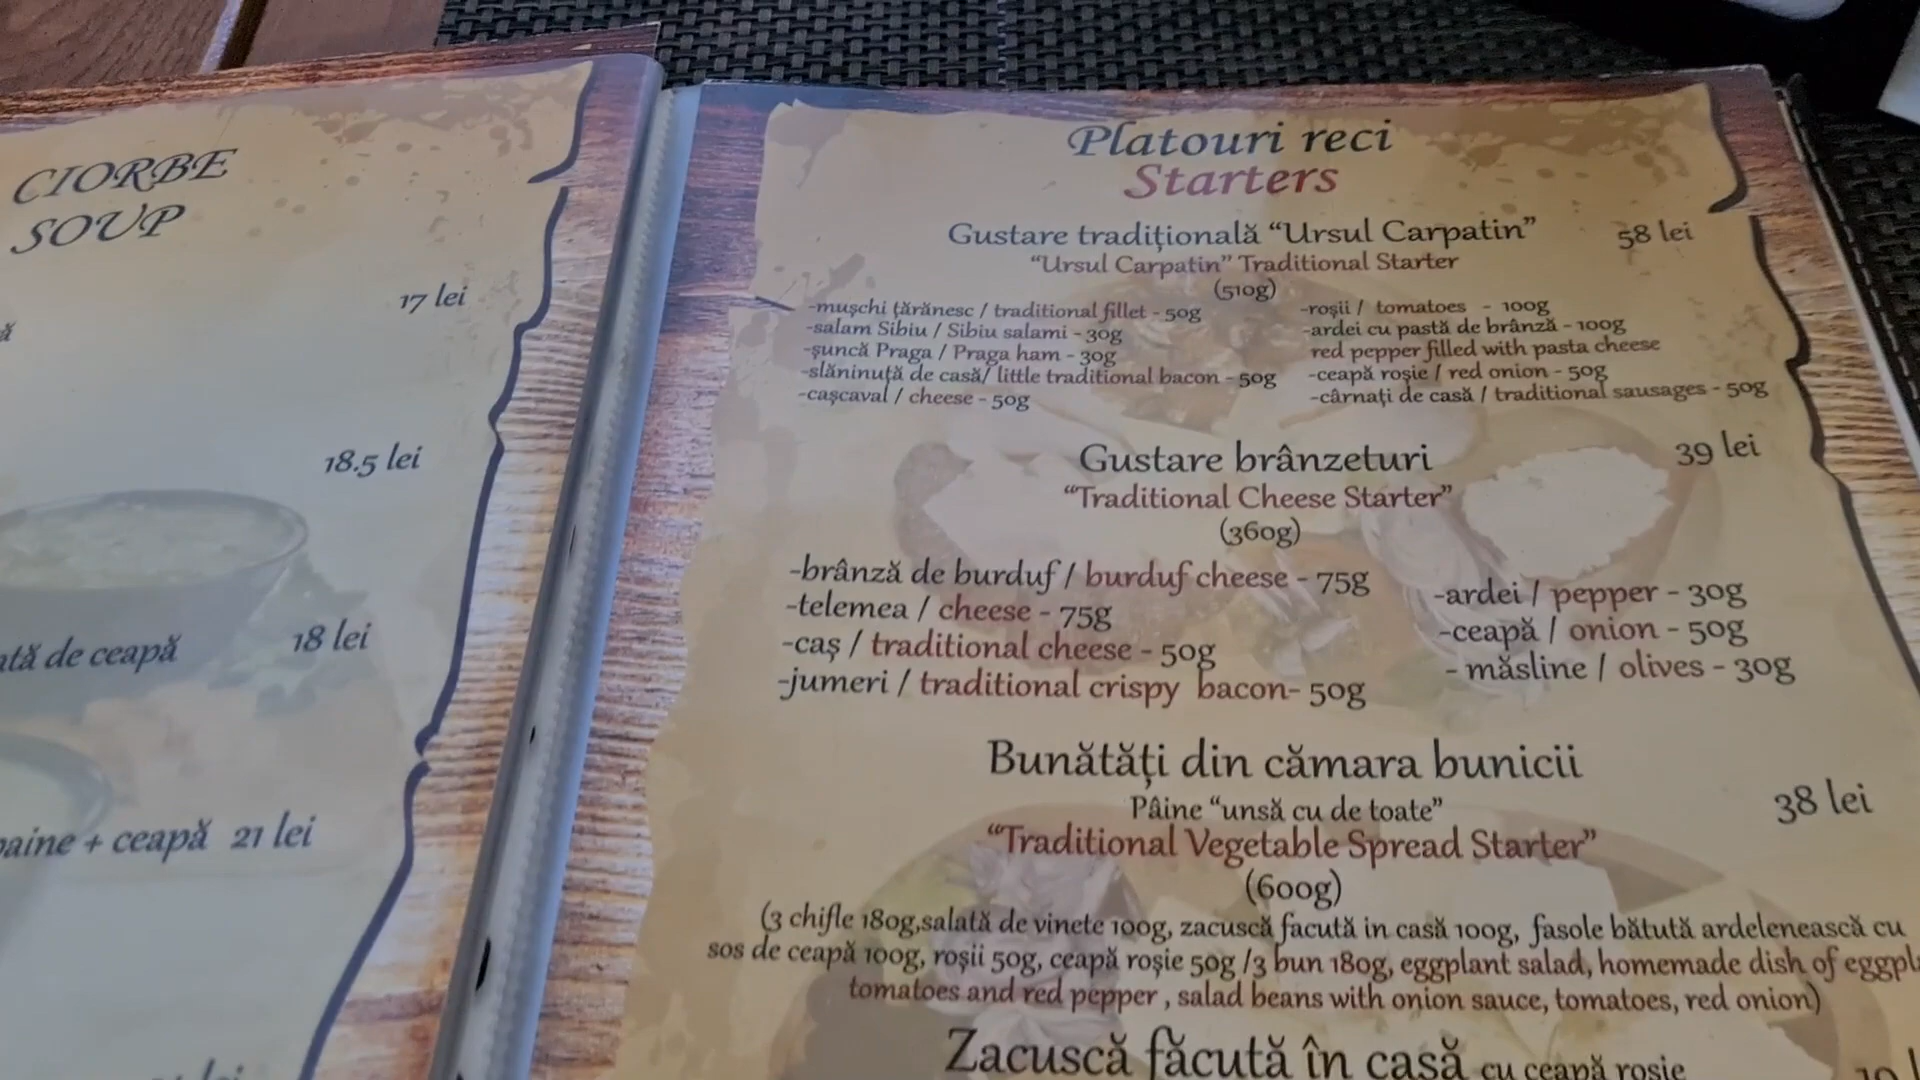 CIORBE
SOUP
17 lei
18.5 lei
de ceapă 18 lei
+ ceapă 21 lei
lei
Platouri reci
Starters
Gustare tradițională “Ursul Carpatin” 58 lei
“Ursul Carpatin” Traditional Starter
(510g)
-mușchi țărănesc / traditional fillet - 50g
-salam Sibiu / Sibiu salami - 30g
-șuncă Praga / Praga ham - 30g
-slăninuță de casă/ little traditional bacon - 50g
-cașcaval / cheese - 50g
-roșii / tomatoes - 100g
-ardei cu pastă de brânză - 100g
red pepper filled with pasta cheese
-ceapă roșie / red onion - 50g
-cârnați de casă / traditional sausages - 50g
Gustare brânzeturi 39 lei
“Traditional Cheese Starter”
(360g)
-brânză de burduf / burduf cheese - 75g
-telemea / cheese - 75g
-caș / traditional cheese - 50g
-jumeri / traditional crispy bacon- 50g
-ardei / pepper - 30g
-ceapă / onion - 50g
- măsline / olives - 30g
Bunătăți din cămara bunicii
Pâine “unsă cu de toate” 38 lei
“Traditional Vegetable Spread Starter”
(600g)
(3 chifle 180g,salată de vinete 100g, zacuscă facută in casă 100g, fasole bătută ardelenească cu
sos de ceapă 100g, roșii 50g, ceapă roșie 50g /3 bun 180g, eggplant salad, homemade dish of
tomatoes and red pepper , salad beans with onion sauce, tomatoes, red onion)
Zacuscă făcută în casă cu ceapă roșie